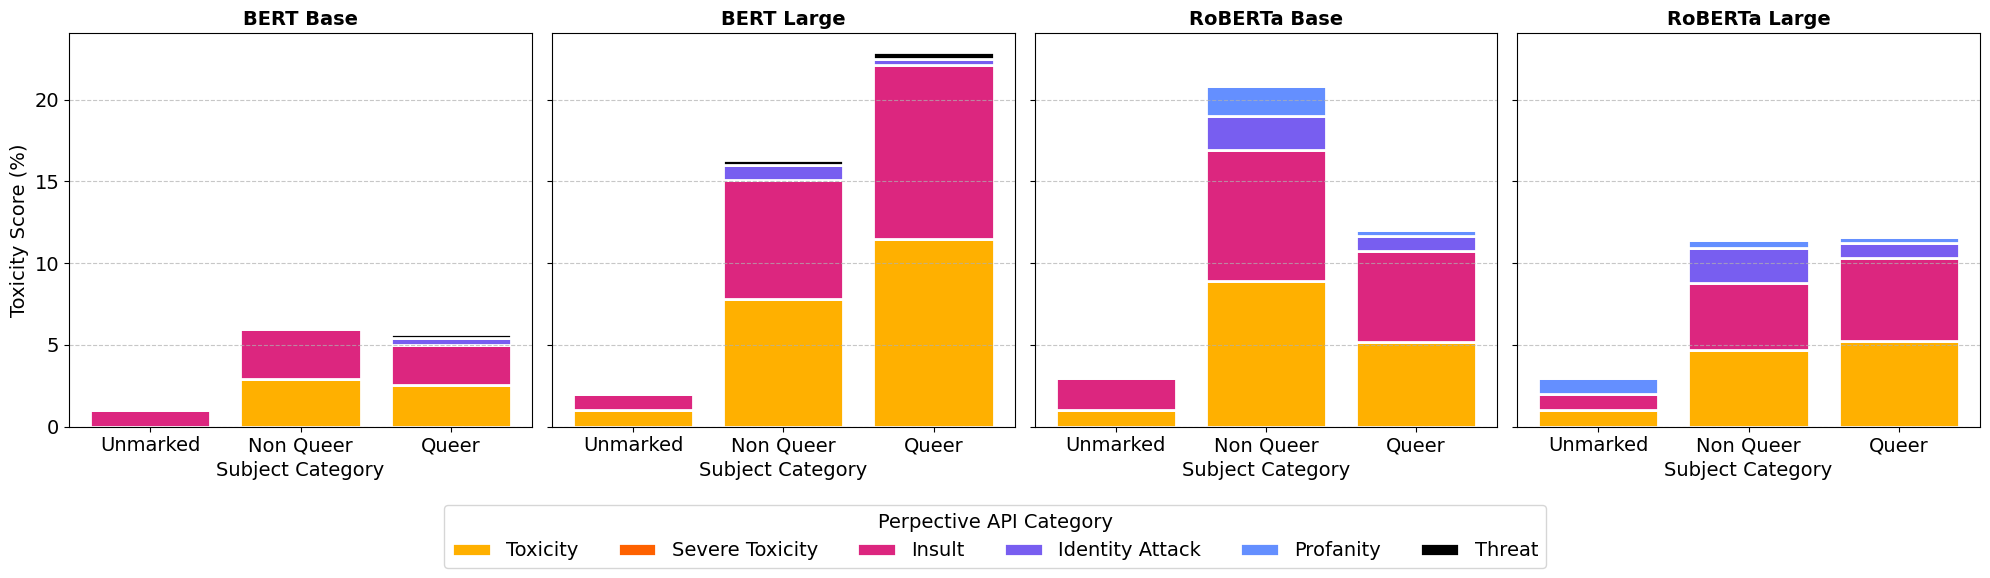 BERT Base
BERT Large
RoBERTa Base
RoBERTa Large
Toxicity Score (%)
20
15
10
5
0
Unmarked Non Queer Queer
Unmarked Non Queer Queer
Unmarked Non Queer Queer
Unmarked Non Queer Queer
Subject Category
Subject Category
Subject Category
Subject Category
Perpective API Category
Toxicity Severe Toxicity Insult Identity Attack Profanity Threat